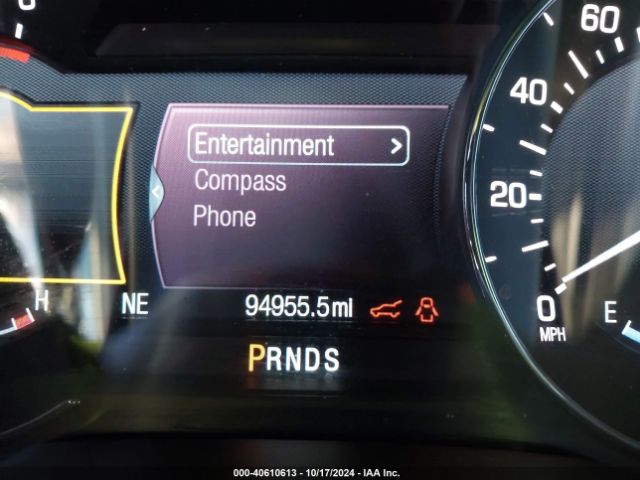 60
0
Entertainment >
40
Compass
Phone
20
H
NE
94955.5mi
0
MPH
E
PRNDS
000-40610613 - 10/17/2024 - IAA Inc.